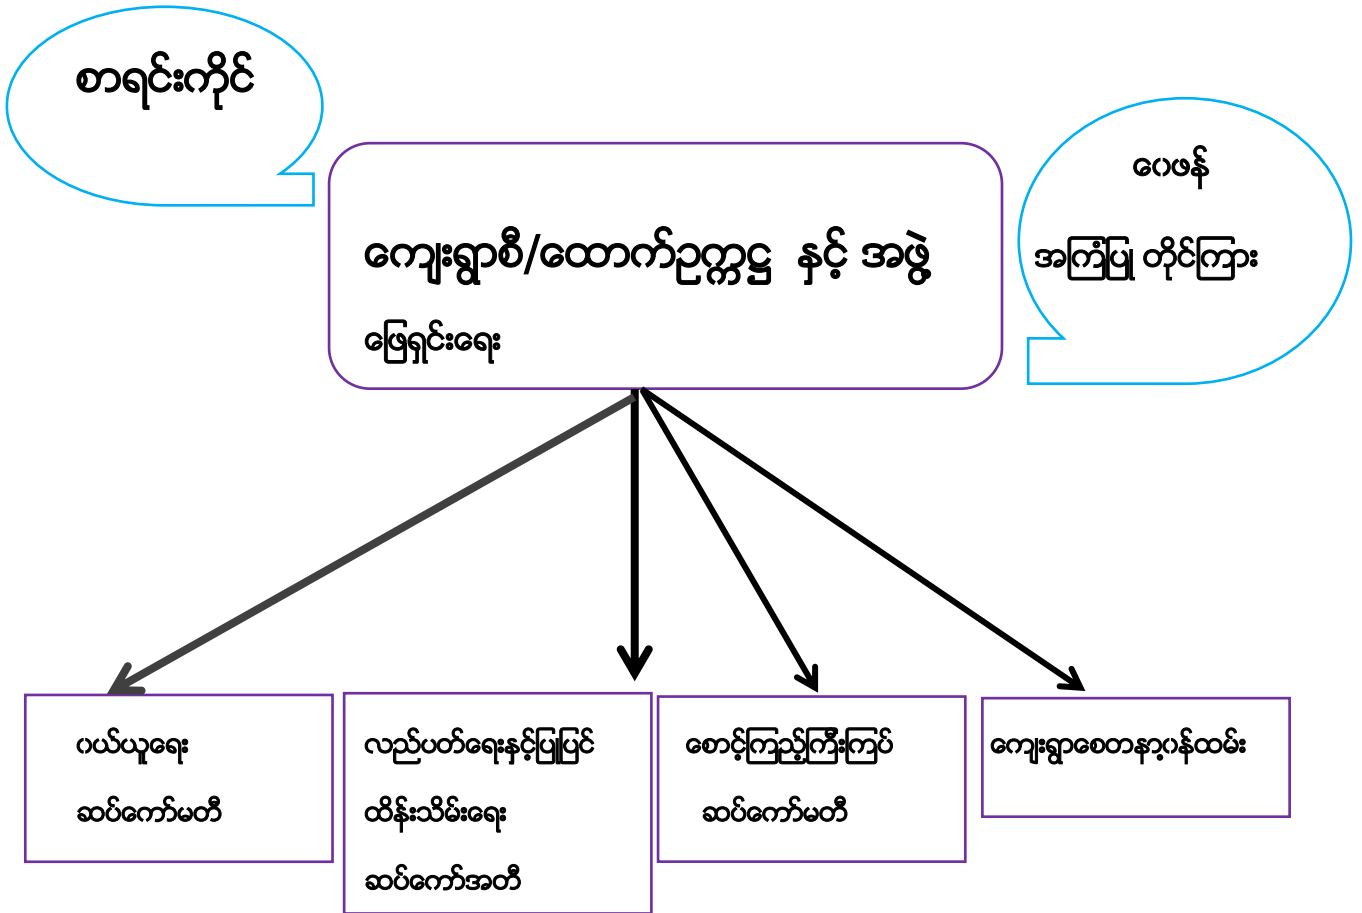 စာရင်းကိုင်
ဝေဖန်
အကြံပြု တိုင်ကြား
ကျေးရွာစီ/ထောက်ဥက္ကဋ္ဌ နှင့် အဖွဲ့
ဖြေရှင်းရေး
ဝယ်ယူရေး
ဆပ်ကော်မတီ
လည်ပတ်ရေးနှင့်ပြုပြင်
ထိန်းသိမ်းရေး
ဆပ်ကော်အတီ
စောင့်ကြည့်ကြီးကြပ်
ဆပ်ကော်မတီ
ကျေးရွာစေတနာ့ဝန်ထမ်း